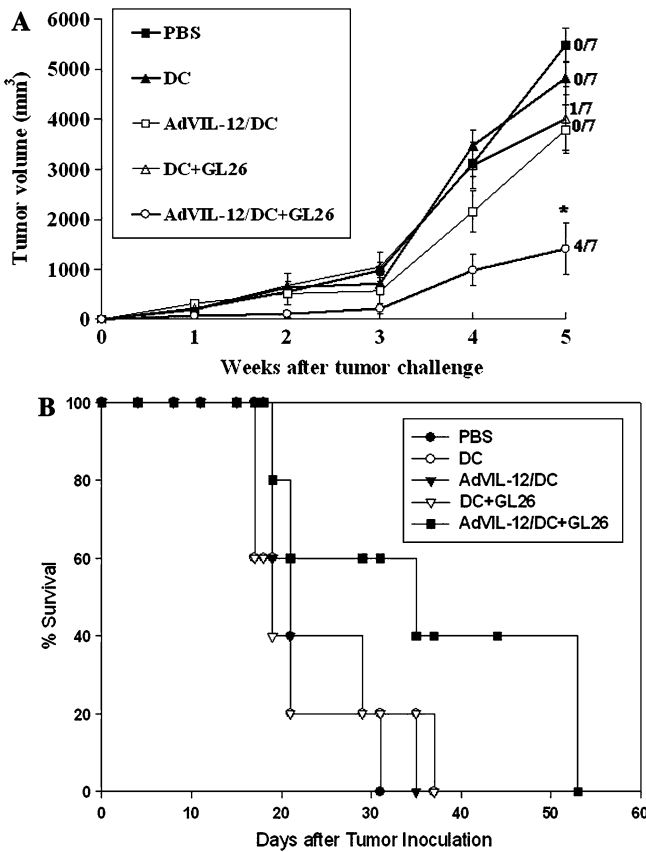 A
6000
5000
4000
3000
2000
1000
0
Tumor volume (mm³)
PBS
DC
AdVIL-12/DC
DC+GL26
AdVIL-12/DC+GL26
0/7
0/7
1/7
0/7
*
4/7
0 1 2 3 4 5
Weeks after tumor challenge
B
100
80
60
40
20
0
% Survival
PBS
DC
AdVIL-12/DC
DC+GL26
AdVIL-12/DC+GL26
0 10 20 30 40 50 60
Days after Tumor Inoculation